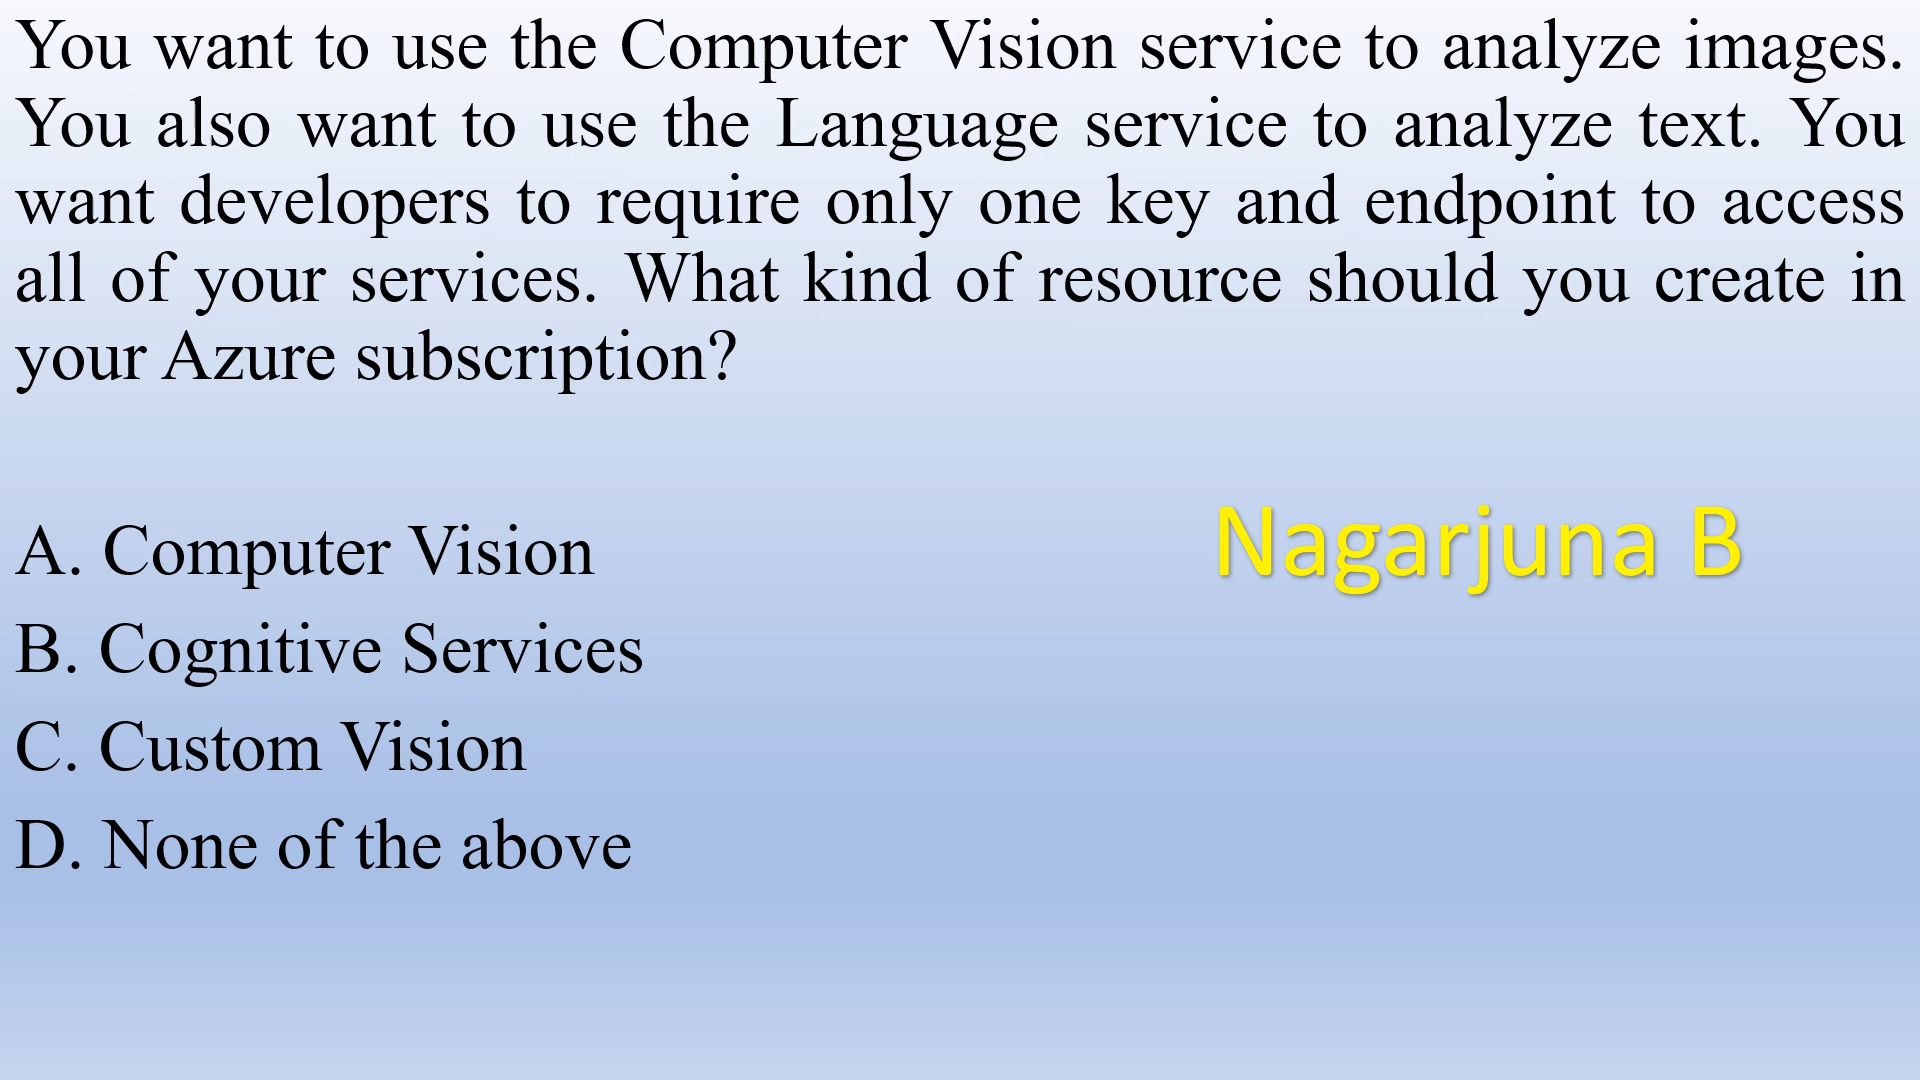 You want to use the Computer Vision service to analyze images.
You also want to use the Language service to analyze text. You
want developers to require only one key and endpoint to access
all of your services. What kind of resource should you create in
your Azure subscription?
A. Computer Vision
Nagarjuna B
B. Cognitive Services
C. Custom Vision
D. None of the above